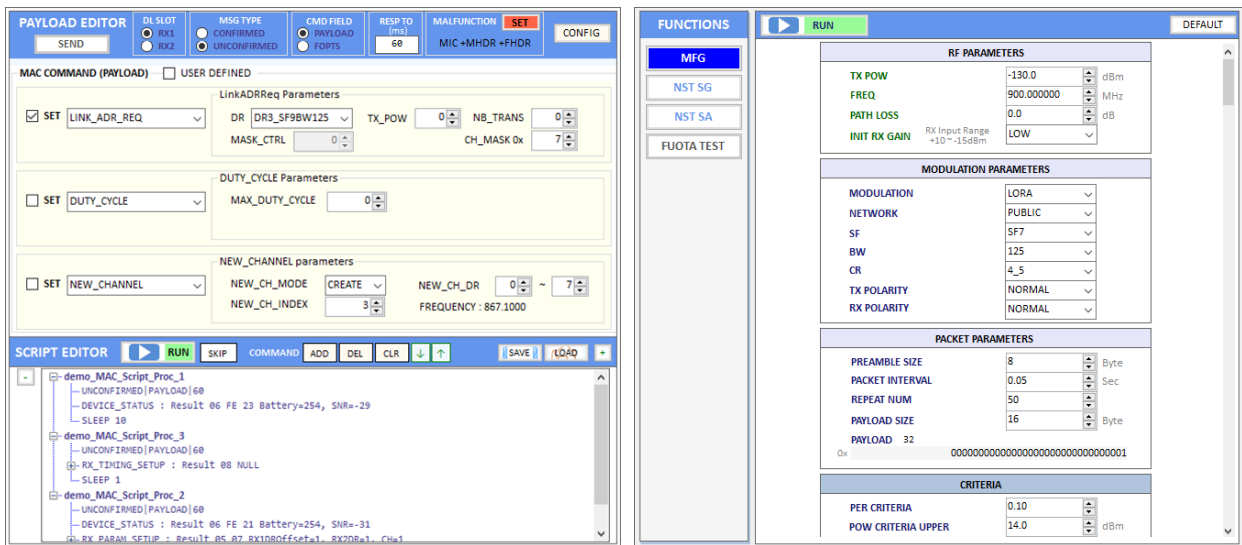 PAYLOAD EDITOR
SEND
DL SLOT
RX1
RX2
MSG TYPE
CONFIRMED
UNCONFIRMED
CMD FIELD
PAYLOAD
FOPTS
RESP TO
(ms)
60
MALFUNCTION SET
MIC +MHDR +FHDR
CONFIG
MAC COMMAND (PAYLOAD) USER DEFINED
SET LINK_ADR_REQ
LinkADRReq Parameters
DR DR3_SF9BW125 TX_POW 0 NB_TRANS 0
MASK_CTRL 0 CH_MASK 0x 7
SET DUTY_CYCLE
DUTY_CYCLE Parameters
MAX_DUTY_CYCLE 0
SET NEW_CHANNEL
NEW_CHANNEL parameters
NEW_CH_MODE CREATE NEW_CH_DR 0 ~ 7
NEW_CH_INDEX 3 FREQUENCY : 867.1000
SCRIPT EDITOR RUN SKIP COMMAND ADD DEL CLR ↓ ↑ SAVE LOAD +
-
demo_MAC_Script_Proc_1
UNCONFIRMED|PAYLOAD|60
DEVICE_STATUS : Result 06 FE 23 Battery=254, SNR=-29
SLEEP 10
demo_MAC_Script_Proc_3
UNCONFIRMED|PAYLOAD|60
RX_TIMING_SETUP : Result 08 NULL
SLEEP 1
demo_MAC_Script_Proc_2
UNCONFIRMED|PAYLOAD|60
DEVICE_STATUS : Result 06 FE 21 Battery=254, SNR=-31
RX_PARAM_SETUP : Result 05 07 RX1DROffset=1, RX2DR=1, CH=1
FUNCTIONS
MFG
NST SG
NST SA
FUOTA TEST
RUN
DEFAULT
RF PARAMETERS
TX POW -130.0 dBm
FREQ 900.000000 MHz
PATH LOSS 0.0 dB
INIT RX GAIN RX Input Range +10~-15dBm LOW
MODULATION PARAMETERS
MODULATION LORA
NETWORK PUBLIC
SF SF7
BW 125
CR 4_5
TX POLARITY NORMAL
RX POLARITY NORMAL
PACKET PARAMETERS
PREAMBLE SIZE 8 Byte
PACKET INTERVAL 0.05 Sec
REPEAT NUM 50
PAYLOAD SIZE 16 Byte
PAYLOAD 32
0x 00000000000000000000000000000001
CRITERIA
PER CRITERIA 0.10
POW CRITERIA UPPER 14.0 dBm